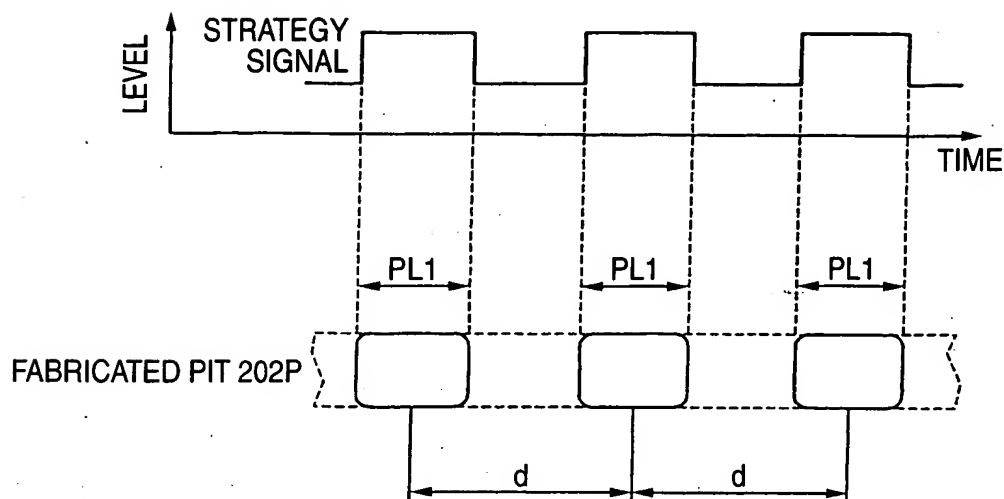 LEVEL
STRATEGY
SIGNAL
TIME
PL1 PL1 PL1
FABRICATED PIT 202P
d d